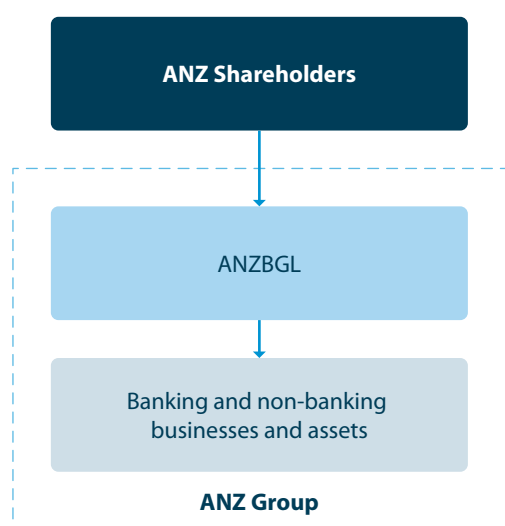 ANZ Shareholders
ANZBGL
Banking and non-banking
businesses and assets
ANZ Group